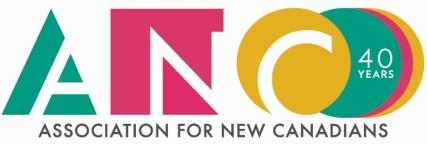 ANC
40
YEARS
ASSOCIATION FOR NEW CANADIANS